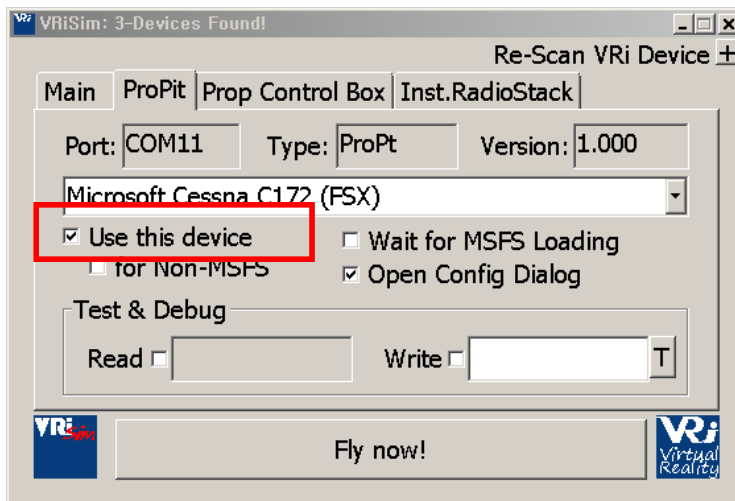 VRi VRiSim: 3-Devices Found!
Re-Scan VRi Device +
Main ProPit Prop Control Box Inst.RadioStack
Port: COM11 Type: ProPt Version: 1.000
Microsoft Cessna C172 (FSX)
Use this device
Wait for MSFS Loading
for Non-MSFS
Open Config Dialog
Test & Debug
Read Write T
VRi Sim
Fly now!
VRi
Virtual
Reality